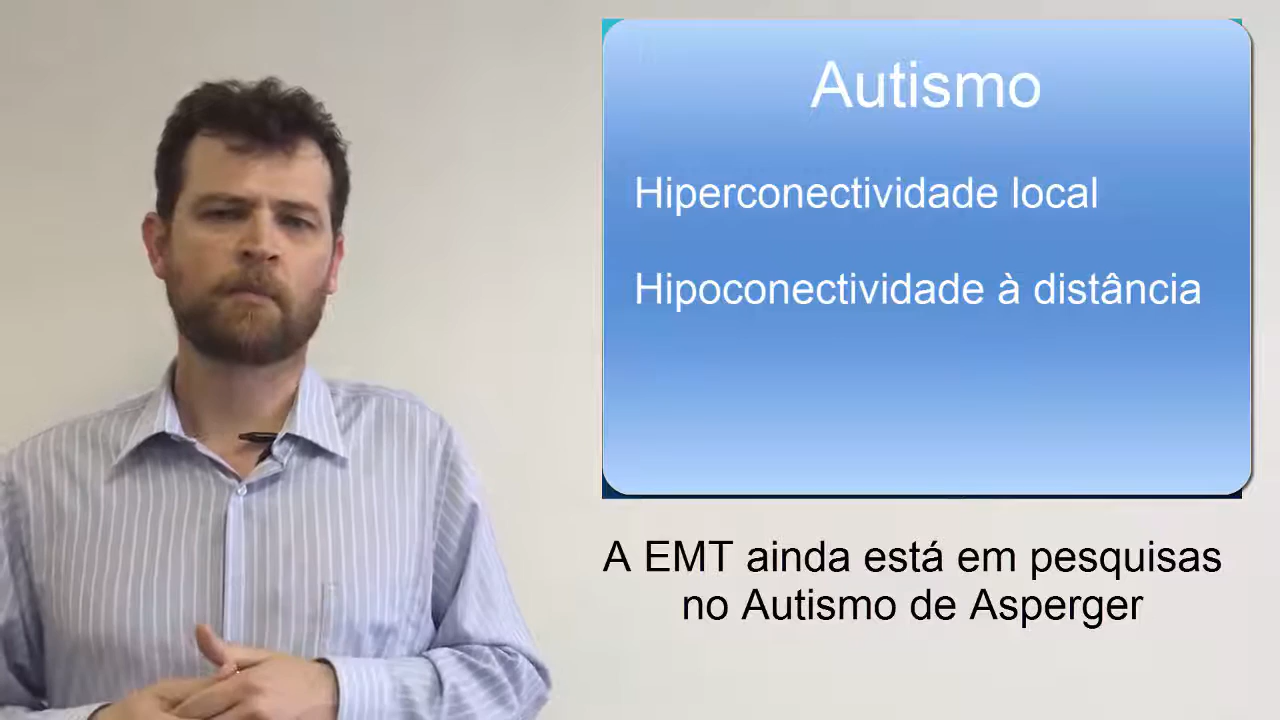 Autismo
Hiperconectividade local
Hipoconectividade à distância
A EMT ainda está em pesquisas
no Autismo de Asperger